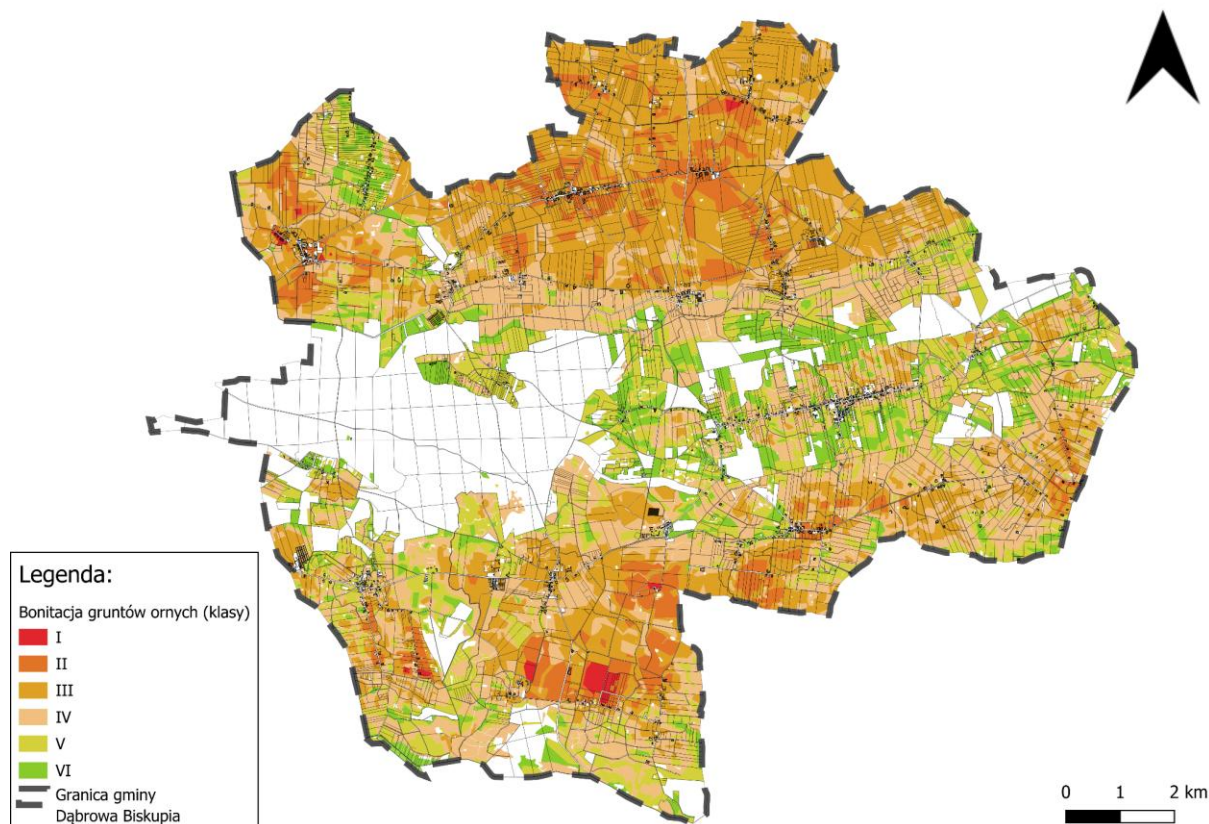 Legenda:
Bonitacja gruntów ornych (klasy)
I
II
III
IV
V
VI
Granica gminy
Dąbrowa Biskupia
0 1 2 km